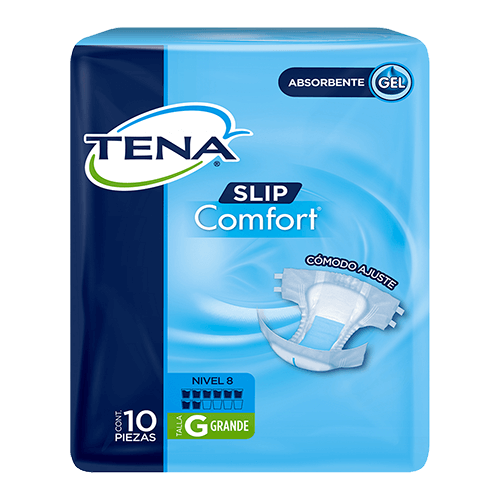 ABSORBENTE GEL
TENA®
SLIP
Comfort®
CÓMODO AJUSTE
NIVEL 8
CONT. 10
PIEZAS
TALLA G GRANDE